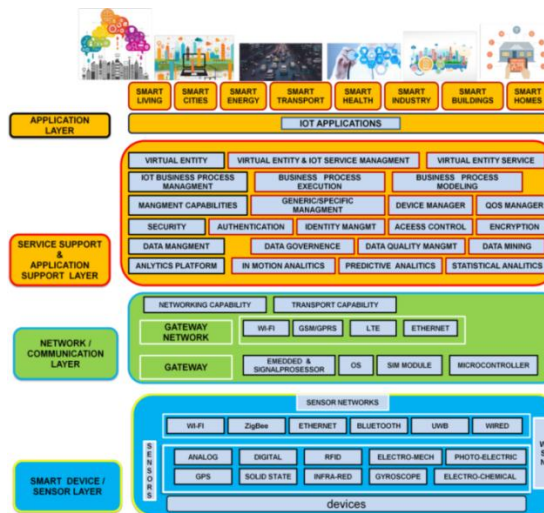 SMART LIVING
SMART CITIES
SMART ENERGY
SMART TRANSPORT
SMART HEALTH
SMART INDUSTRY
SMART BUILDINGS
SMART HOMES
APPLICATION LAYER
IOT APPLICATIONS
VIRTUAL ENTITY
VIRTUAL ENTITY & IOT SERVICE MANAGMENT
VIRTUAL ENTITY SERVICE
IOT BUSINESS PROCESS MANAGMENT
BUSINESS PROCESS EXECUTION
BUSINESS PROCESS MODELING
MANGMENT CAPABILITIES
GENERIC/SPECIFIC MANAGMENT
DEVICE MANAGER
QOS MANAGER
SERVICE SUPPORT & APPLICATION SUPPORT LAYER
SECURITY
AUTHENTICATION
IDENTITY MANGMT
ACEESS CONTROL
ENCRYPTION
DATA MANGMENT
DATA GOVERNENCE
DATA QUALITY MANGMT
DATA MINING
ANLYTICS PLATFORM
IN MOTION ANALITICS
PREDICTIVE ANALITICS
STATISTICAL ANALITICS
NETWORK / COMMUNICATION LAYER
NETWORKING CAPABILITY
TRANSPORT CAPABILITY
GATEWAY NETWORK
WI-FI
GSM/GPRS
LTE
ETHERNET
GATEWAY
EMEDDED & SIGNALPROSESSOR
OS
SIM MODULE
MICROCONTROLLER
SMART DEVICE / SENSOR LAYER
SENSOR NETWORKS
WI-FI
ZigBee
ETHERNET
BLUETOOTH
UWB
WIRED
SENSORS
ANALOG
DIGITAL
RFID
ELECTRO-MECH
PHOTO-ELECTRIC
GPS
SOLID STATE
INFRA-RED
GYROSCOPE
ELECTRO-CHEMICAL
devices